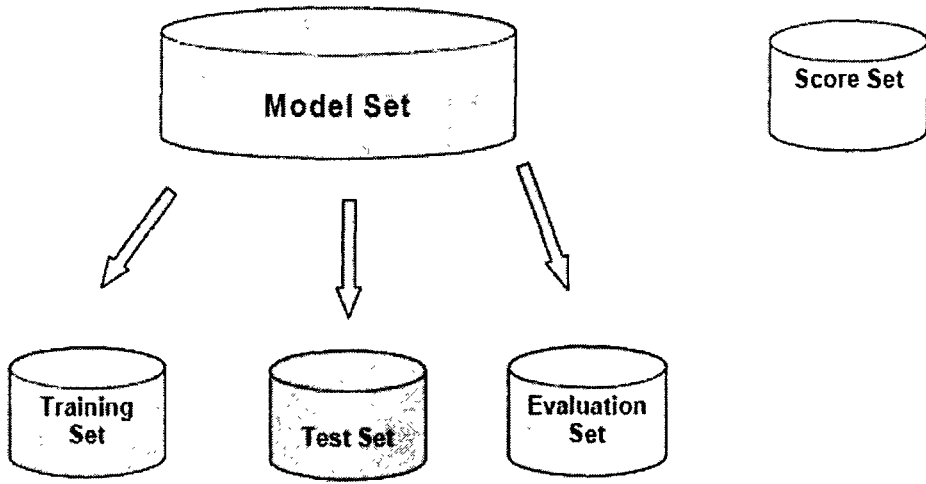 Model Set
Score Set
Training
Set
Test Set
Evaluation
Set